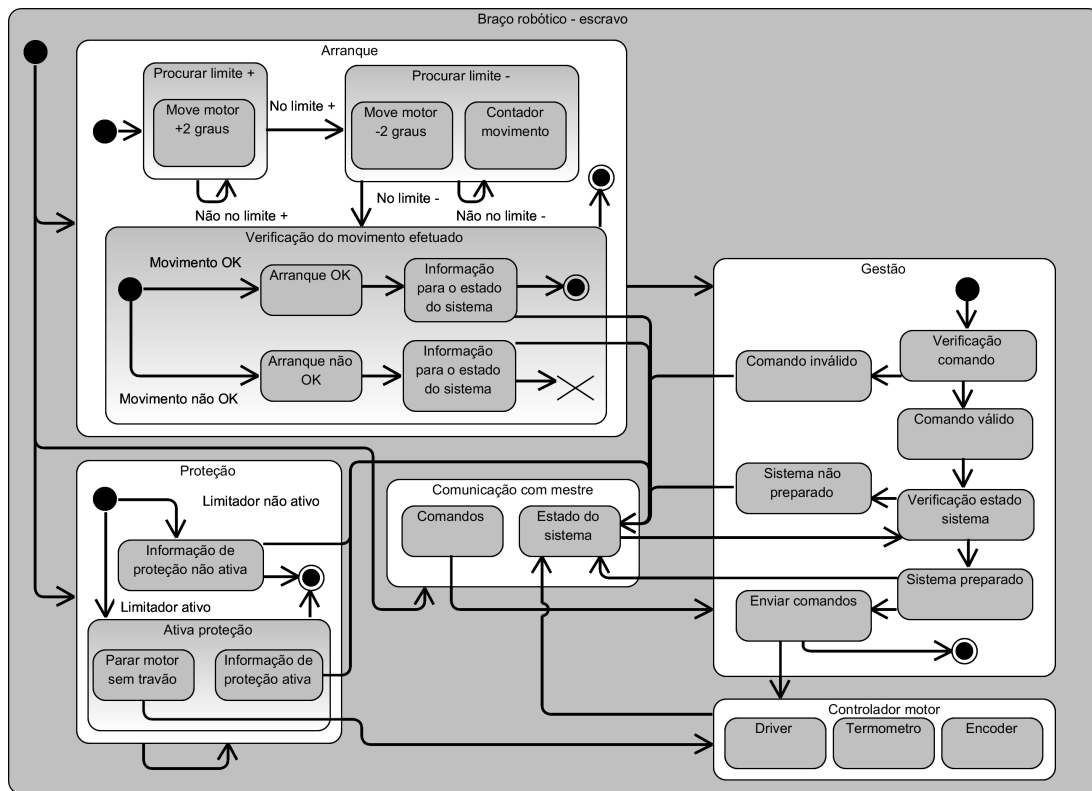 Braço robótico - escravo
Arranque
Procurar limite +
Move motor
+2 graus
No limite +
Procurar limite -
Move motor
-2 graus
Contador
movimento
Não no limite +
No limite -
Não no limite -
Verificação do movimento efetuado
Movimento OK
Arranque OK
Informação
para o estado
do sistema
Movimento não OK
Arranque não
OK
Informação
para o estado
do sistema
Gestão
Verificação
comando
Comando inválido
Comando válido
Sistema não
preparado
Verificação estado
sistema
Sistema preparado
Enviar comandos
Proteção
Limitador não ativo
Informação de
proteção não ativa
Limitador ativo
Ativa proteção
Parar motor
sem travão
Informação de
proteção ativa
Comunicação com mestre
Comandos
Estado do
sistema
Controlador motor
Driver
Termometro
Encoder